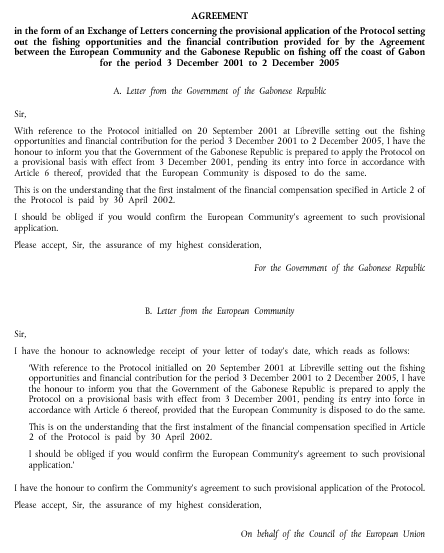 AGREEMENT
in the form of an Exchange of Letters concerning the provisional application of the Protocol setting
out the fishing opportunities and the financial contribution provided for by the Agreement
between the European Community and the Gabonese Republic on fishing off the coast of Gabon
for the period 3 December 2001 to 2 December 2005
A. Letter from the Government of the Gabonese Republic
Sir,
With reference to the Protocol initialled on 20 September 2001 at Libreville setting out the fishing
opportunities and financial contribution for the period 3 December 2001 to 2 December 2005, I have the
honour to inform you that the Government of the Gabonese Republic is prepared to apply the Protocol on
a provisional basis with effect from 3 December 2001, pending its entry into force in accordance with
Article 6 thereof, provided that the European Community is disposed to do the same.
This is on the understanding that the first instalment of the financial compensation specified in Article 2 of
the Protocol is paid by 30 April 2002.
I should be obliged if you would confirm the European Community's agreement to such provisional
application.
Please accept, Sir, the assurance of my highest consideration,
For the Government of the Gabonese Republic
B. Letter from the European Community
Sir,
I have the honour to acknowledge receipt of your letter of today's date, which reads as follows:
'With reference to the Protocol initialled on 20 September 2001 at Libreville setting out the fishing
opportunities and financial contribution for the period 3 December 2001 to 2 December 2005, I have
the honour to inform you that the Government of the Gabonese Republic is prepared to apply the
Protocol on a provisional basis with effect from 3 December 2001, pending its entry into force in
accordance with Article 6 thereof, provided that the European Community is disposed to do the same.
This is on the understanding that the first instalment of the financial compensation specified in Article
2 of the Protocol is paid by 30 April 2002.
I should be obliged if you would confirm the European Community's agreement to such provisional
application.'
I have the honour to confirm the Community's agreement to such provisional application of the Protocol.
Please accept, Sir, the assurance of my highest consideration,
On behalf of the Council of the European Union